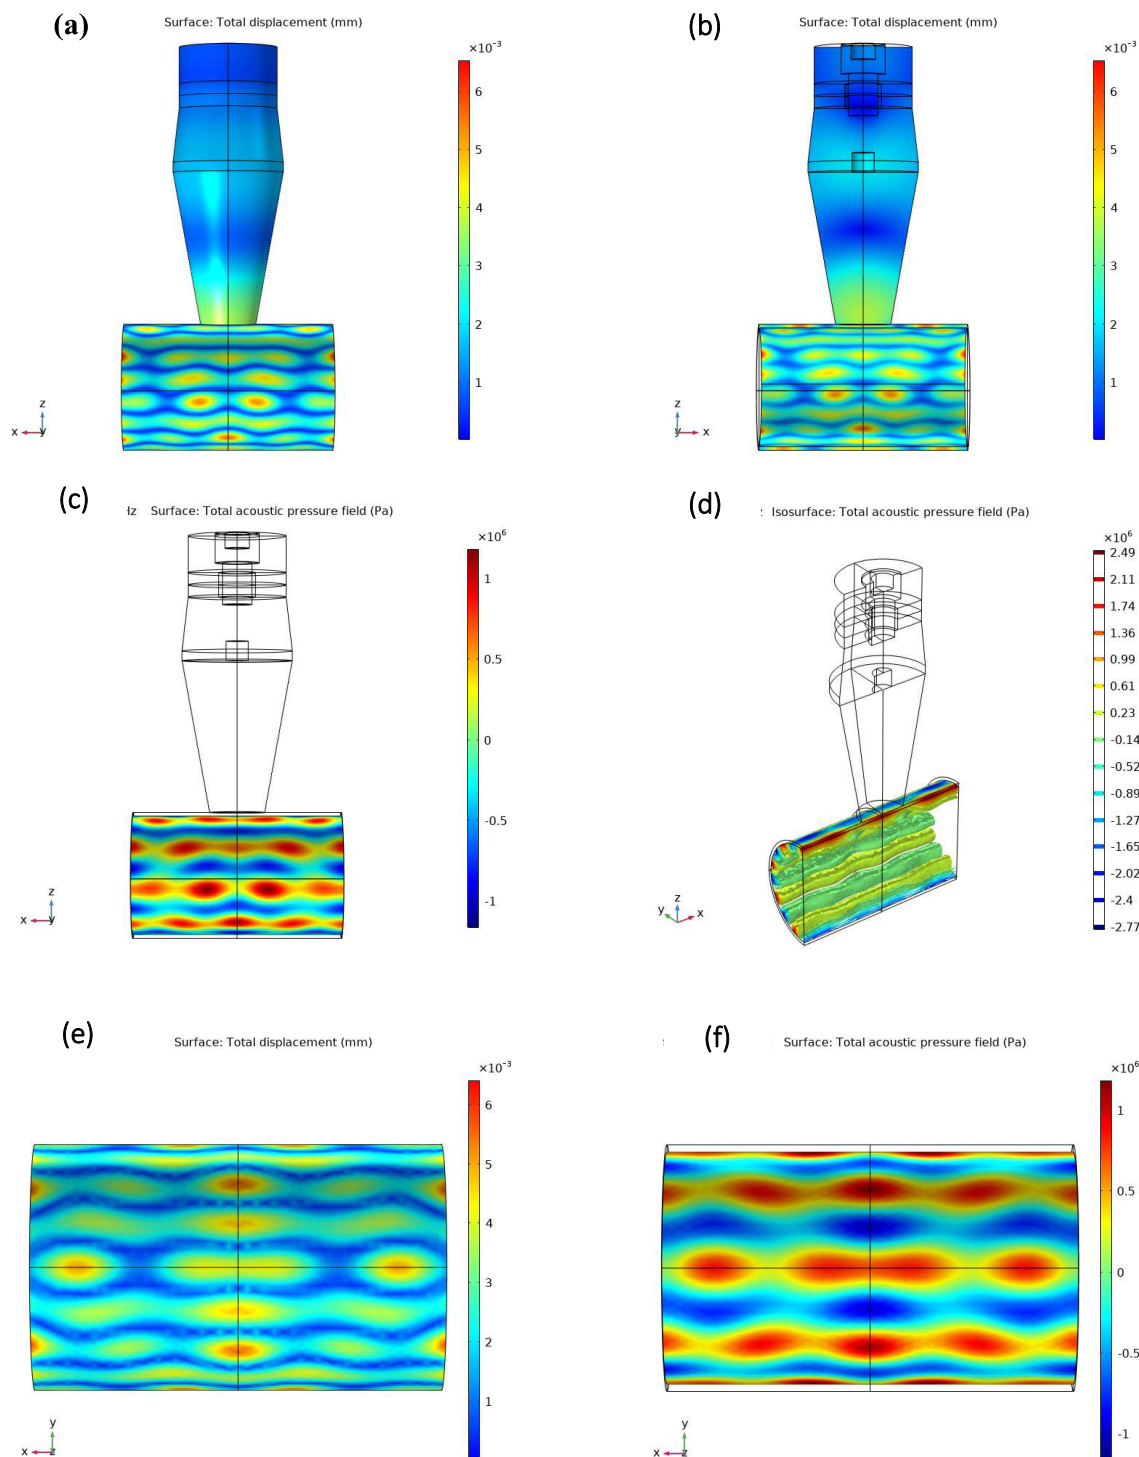 (a)
Surface: Total displacement (mm)
×10⁻³
6
5
4
3
2
1
z
x
y
(b)
Surface: Total displacement (mm)
×10⁻³
6
5
4
3
2
1
z
y
x
(c)
Hz Surface: Total acoustic pressure field (Pa)
×10⁶
1
0.5
0
-0.5
-1
z
x
y
(d)
: Isosurface: Total acoustic pressure field (Pa)
×10⁶
2.49
2.11
1.74
1.36
0.99
0.61
0.23
-0.14
-0.52
-0.89
-1.27
-1.65
-2.02
-2.4
-2.77
z
y
x
(e)
Surface: Total displacement (mm)
×10⁻³
6
5
4
3
2
1
y
x
z
(f)
Surface: Total acoustic pressure field (Pa)
×10⁶
1
0.5
0
-0.5
-1
y
x
z